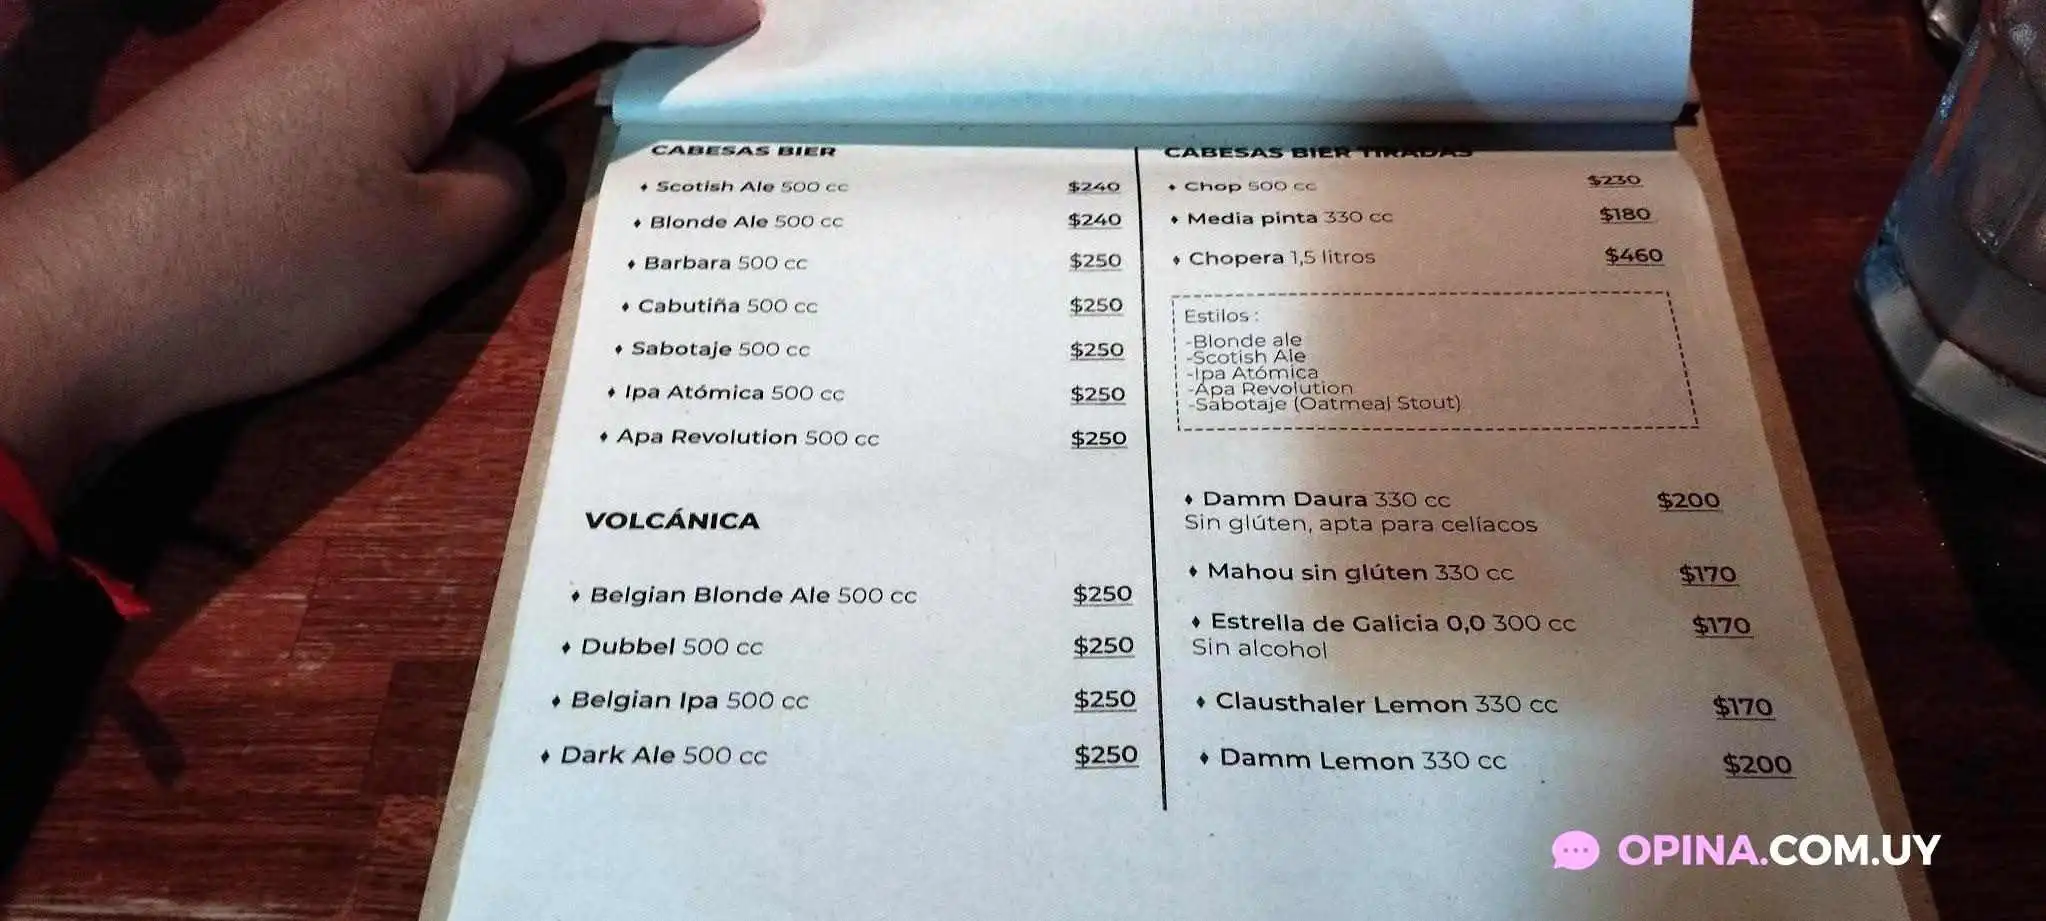 CABESAS BIER
♦ Scotish Ale 500 cc $240
♦ Blonde Ale 500 cc $240
♦ Barbara 500 cc $250
♦ Cabutiña 500 cc $250
♦ Sabotaje 500 cc $250
♦ Ipa Atómica 500 cc $250
♦ Apa Revolution 500 cc $250
VOLCÁNICA
♦ Belgian Blonde Ale 500 cc $250
♦ Dubbel 500 cc $250
♦ Belgian Ipa 500 cc $250
♦ Dark Ale 500 cc $250
CABESAS BIER TIRADAS
♦ Chop 500 cc $230
♦ Media pinta 330 cc $180
♦ Chopera 1,5 litros $460
Estilos :
-Blonde ale
-Scotish Ale
-Ipa Atómica
-Apa Revolution
-Sabotaje (Oatmeal Stout)
♦ Damm Daura 330 cc $200
Sin glúten, apta para celíacos
♦ Mahou sin glúten 330 cc $170
♦ Estrella de Galicia 0,0 300 cc $170
Sin alcohol
♦ Clausthaler Lemon 330 cc $170
♦ Damm Lemon 330 cc $200
OPINA.COM.UY